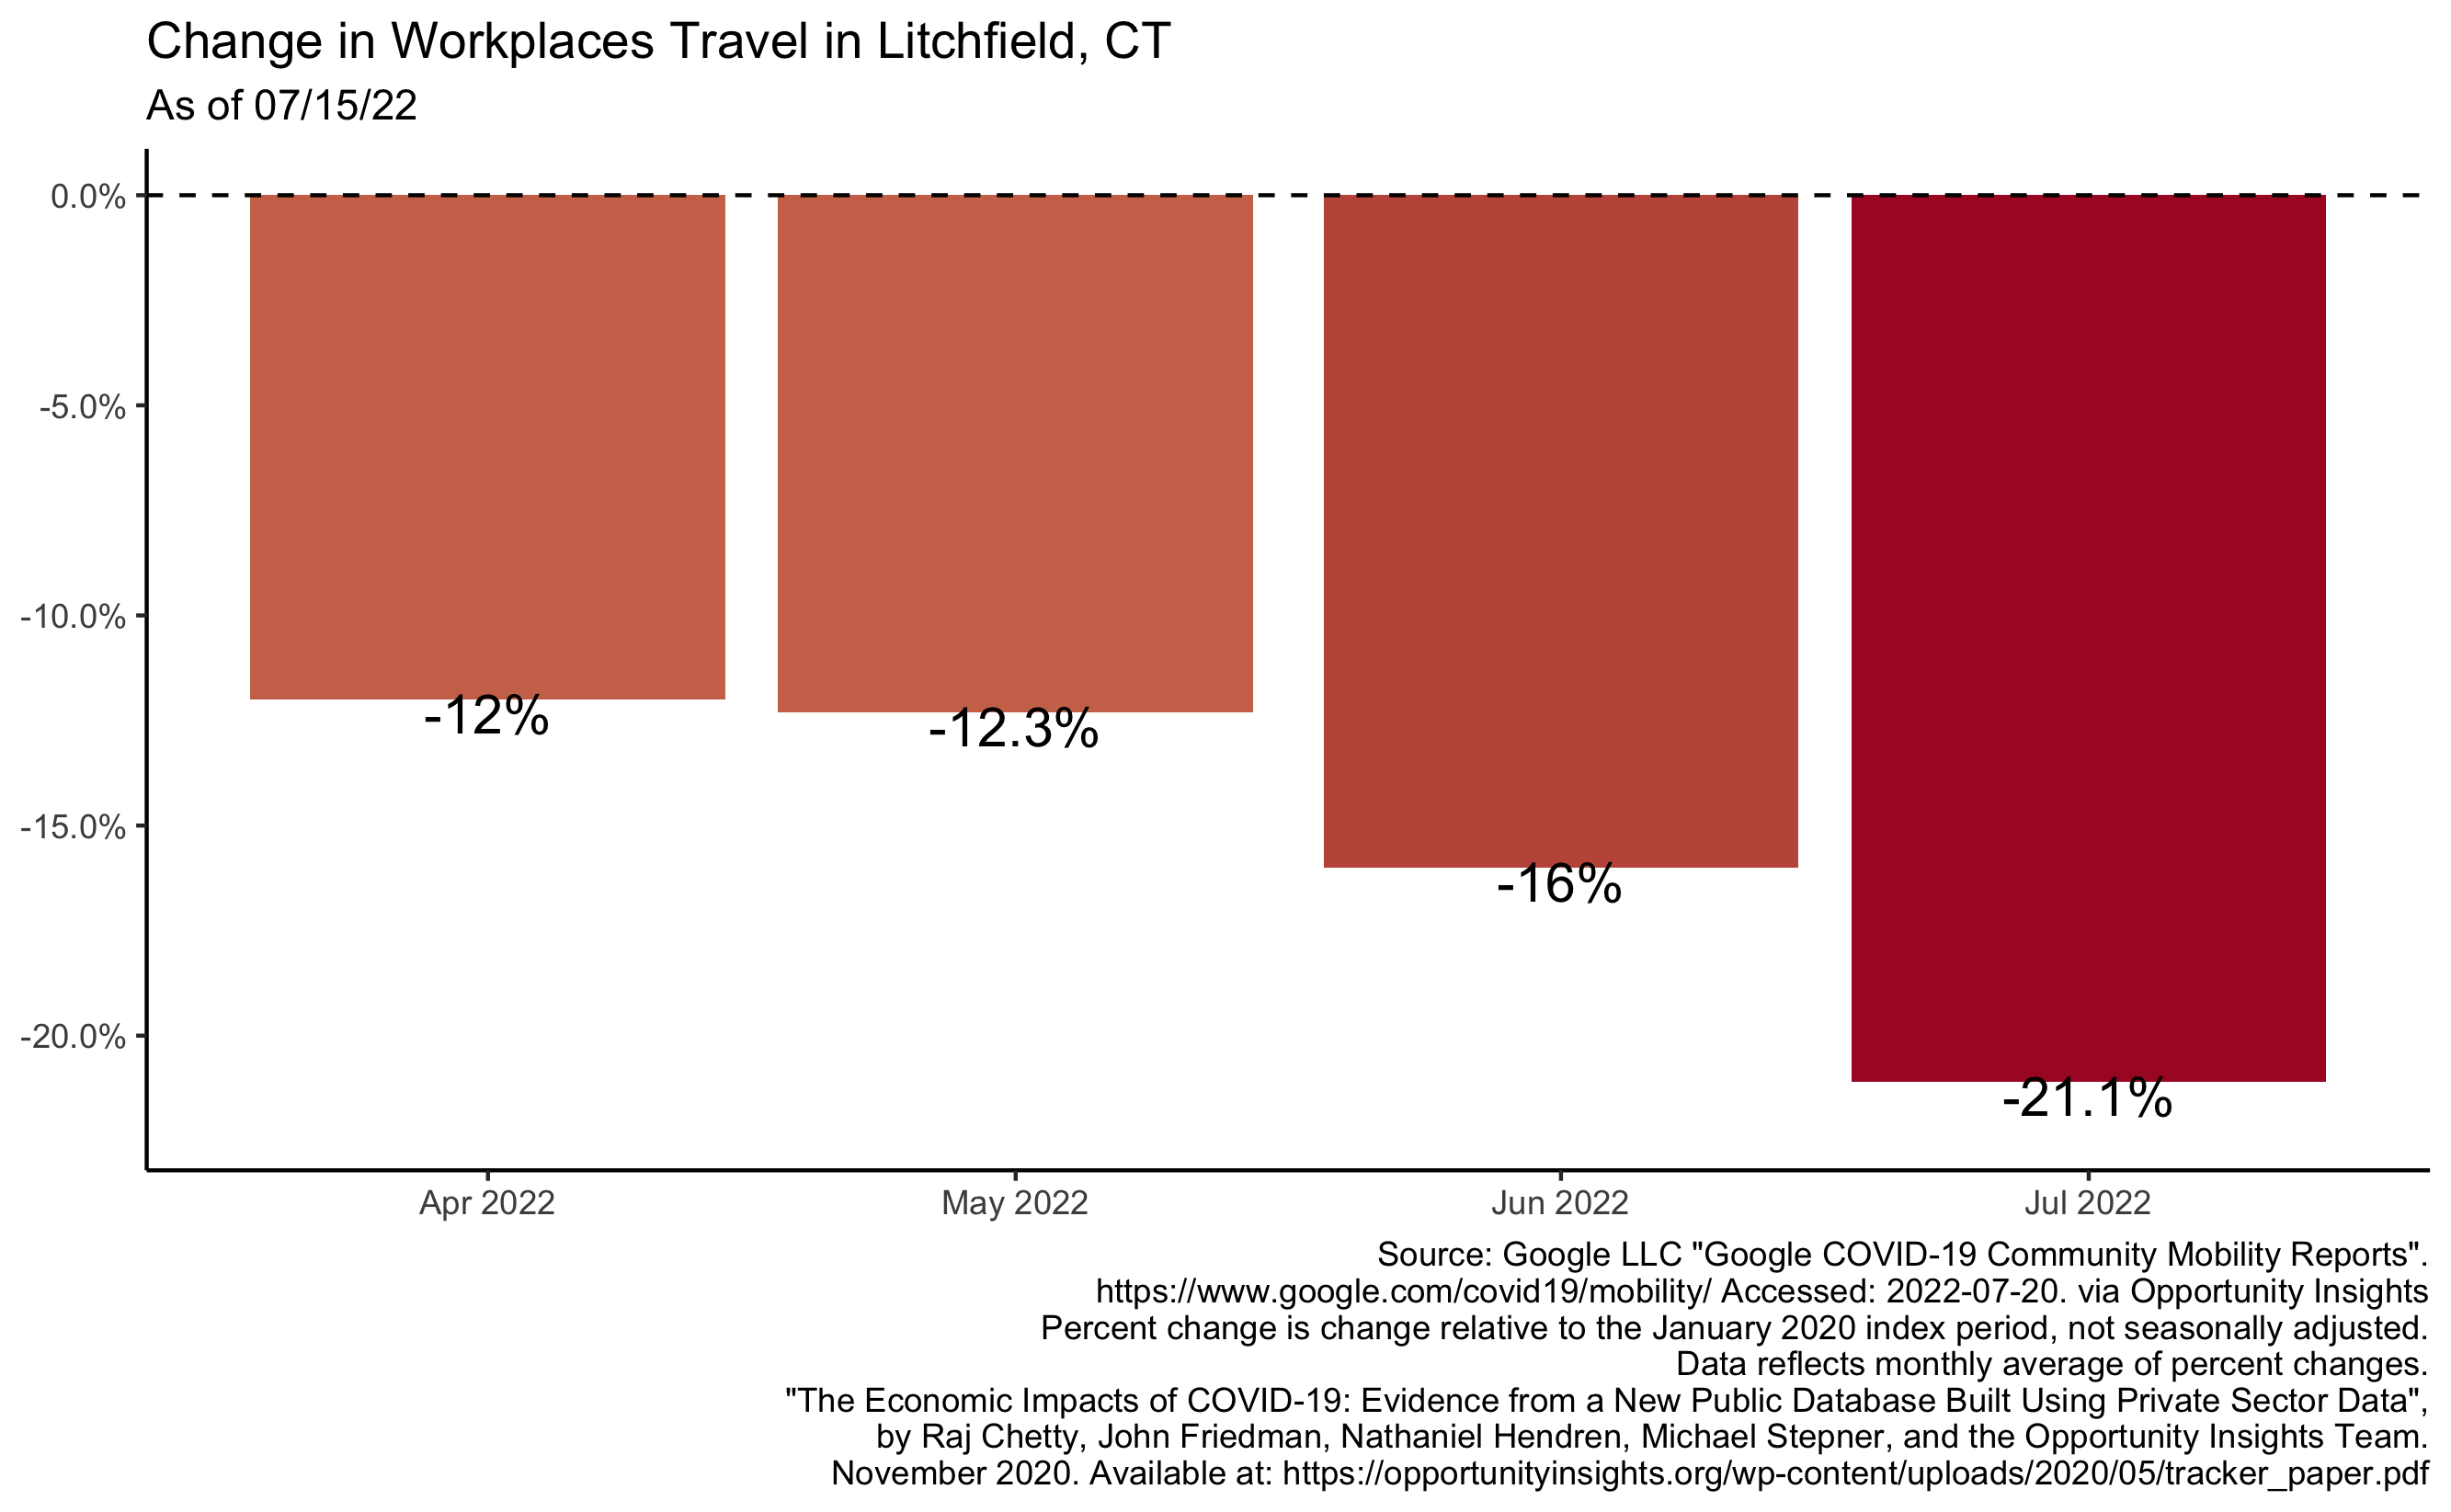 Change in Workplaces Travel in Litchfield, CT
As of 07/15/22
0.0%
-5.0%
-10.0%
-15.0%
-20.0%
-12%
-12.3%
-16%
-21.1%
Apr 2022
May 2022
Jun 2022
Jul 2022
Source: Google LLC "Google COVID-19 Community Mobility Reports".
https://www.google.com/covid19/mobility/ Accessed: 2022-07-20. via Opportunity Insights
Percent change is change relative to the January 2020 index period, not seasonally adjusted.
Data reflects monthly average of percent changes.
"The Economic Impacts of COVID-19: Evidence from a New Public Database Built Using Private Sector Data",
by Raj Chetty, John Friedman, Nathaniel Hendren, Michael Stepner, and the Opportunity Insights Team.
November 2020. Available at: https://opportunityinsights.org/wp-content/uploads/2020/05/tracker_paper.pdf